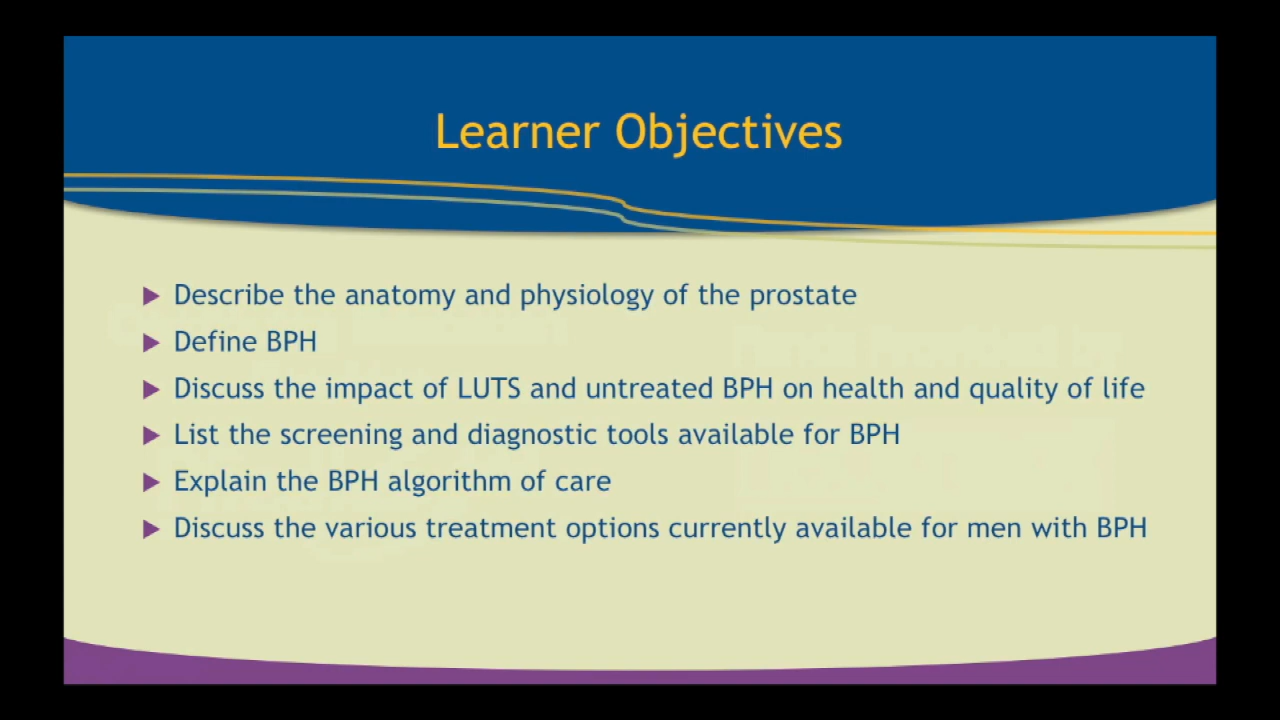 Learner Objectives
Describe the anatomy and physiology of the prostate
Define BPH
Discuss the impact of LUTS and untreated BPH on health and quality of life
List the screening and diagnostic tools available for BPH
Explain the BPH algorithm of care
Discuss the various treatment options currently available for men with BPH